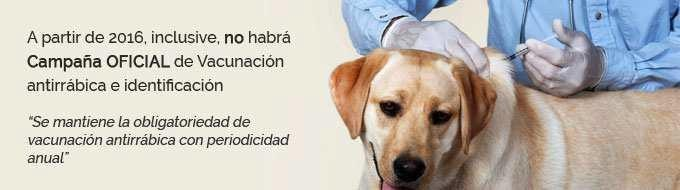 A partir de 2016, inclusive, no habrá
Campaña OFICIAL de Vacunación
antirrábica e identificación
“Se mantiene la obligatoriedad de
vacunación antirrábica con periodicidad
anual”